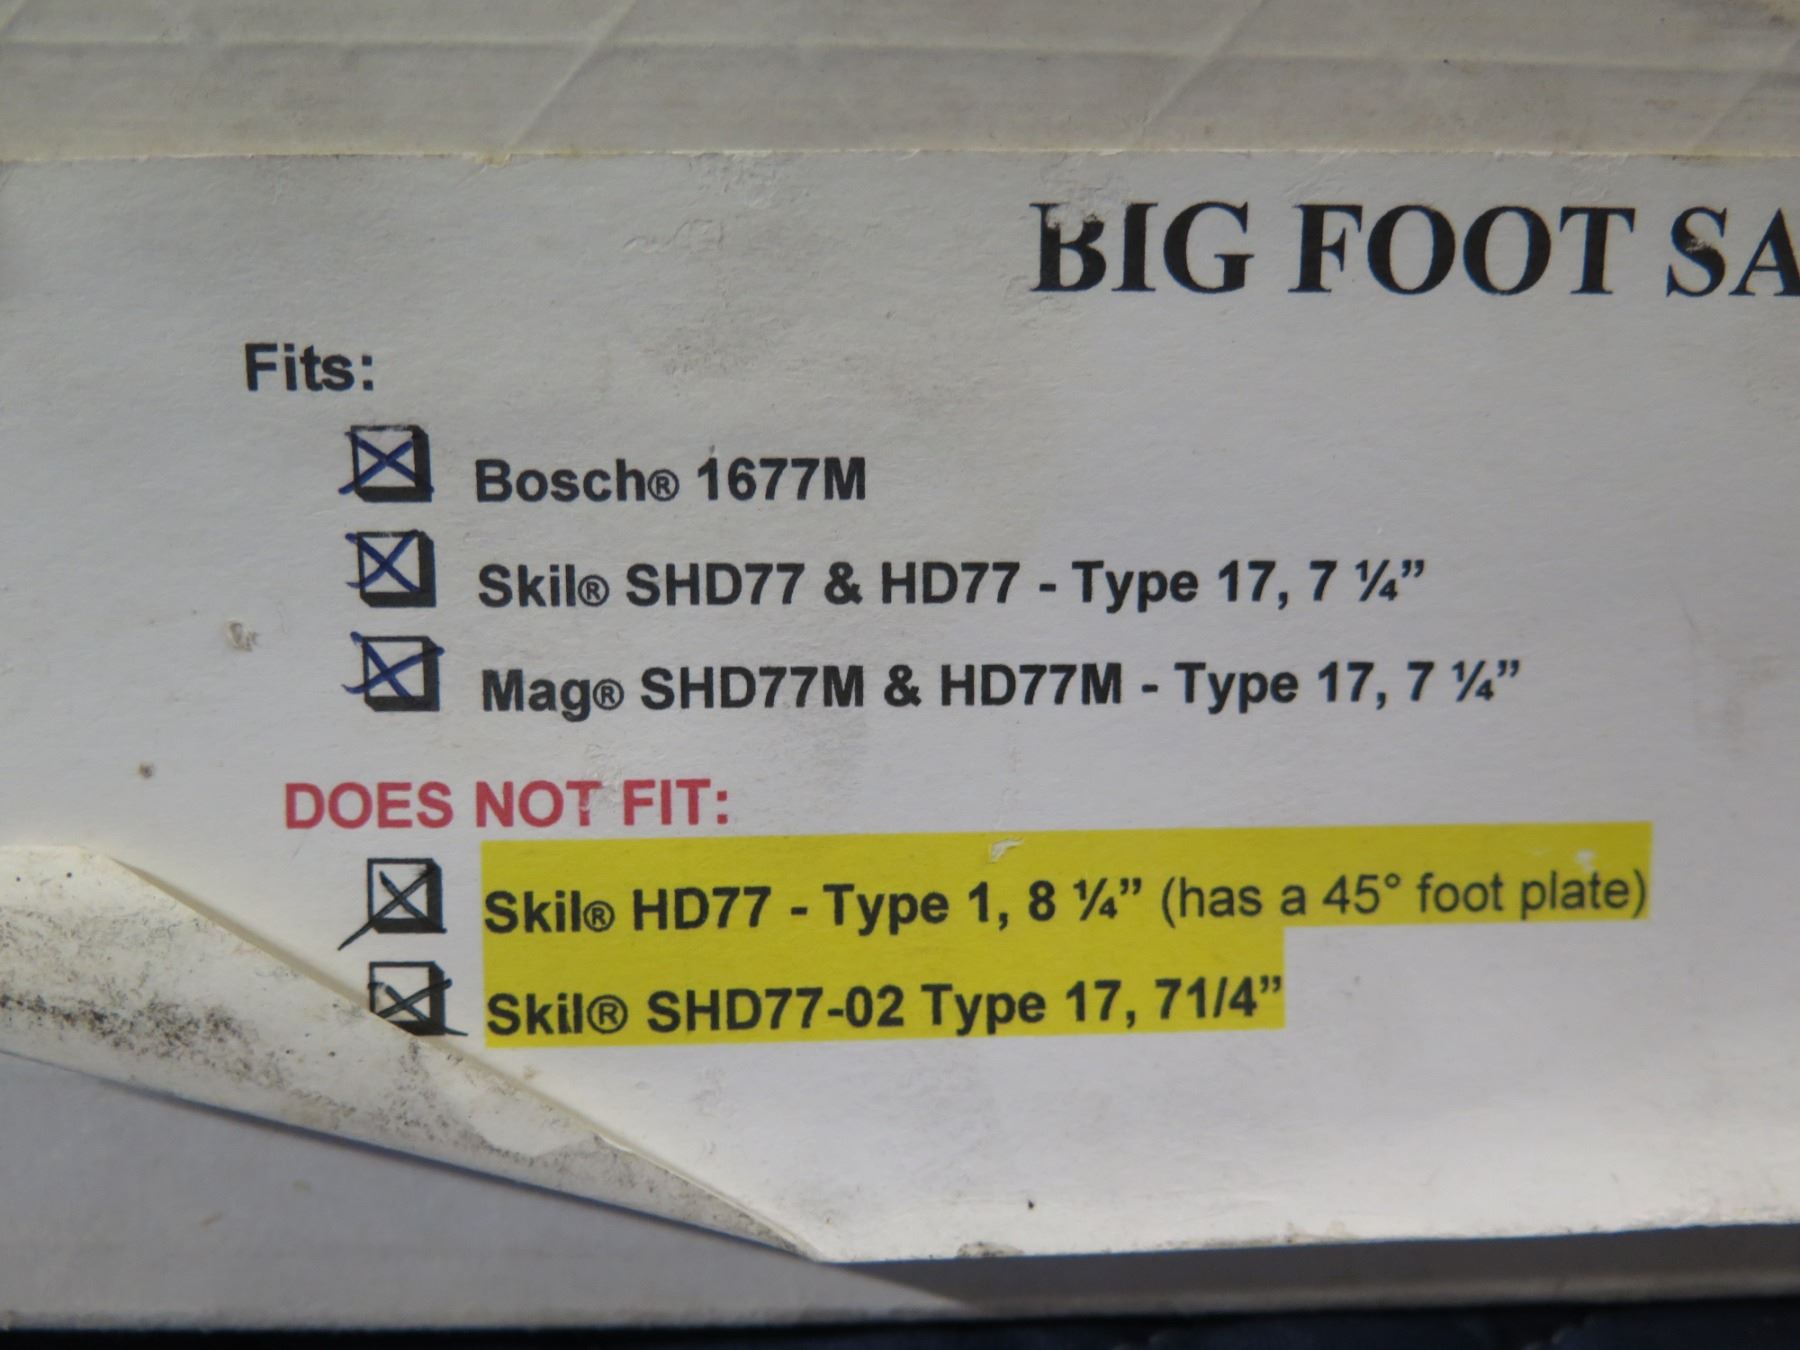 BIG FOOT SA
Fits:
Bosch® 1677M
Skil® SHD77 & HD77 - Type 17, 7 ¼”
Mag® SHD77M & HD77M - Type 17, 7 ¼”
DOES NOT FIT:
Skil® HD77 - Type 1, 8 ¼” (has a 45° foot plate)
Skil® SHD77-02 Type 17, 71/4”